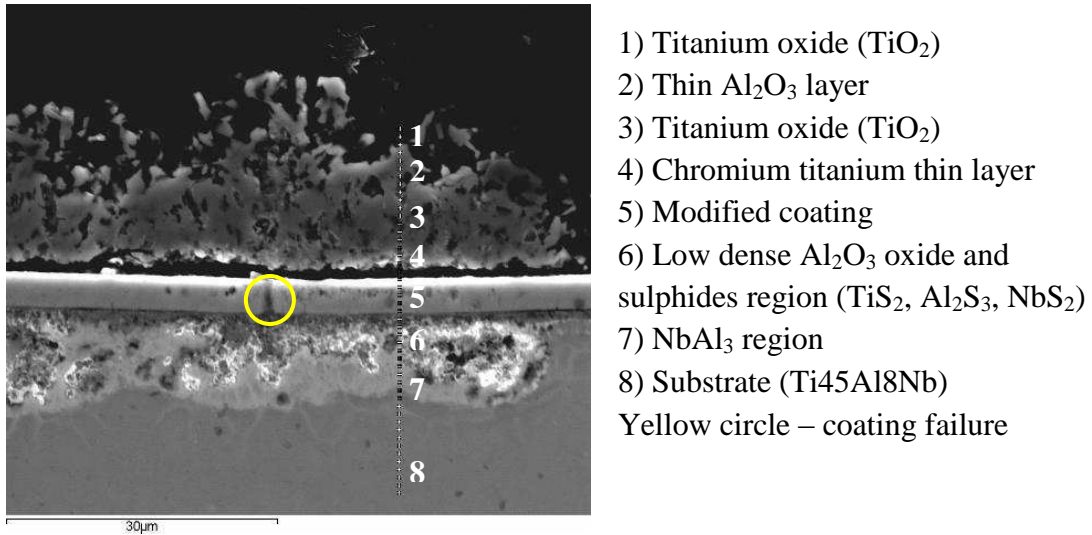 1
2
3
4
5
6
7
8
30µm
1) Titanium oxide (TiO₂)
2) Thin Al₂O₃ layer
3) Titanium oxide (TiO₂)
4) Chromium titanium thin layer
5) Modified coating
6) Low dense Al₂O₃ oxide and
sulphides region (TiS₂, Al₂S₃, NbS₂)
7) NbAl₃ region
8) Substrate (Ti45Al8Nb)
Yellow circle – coating failure